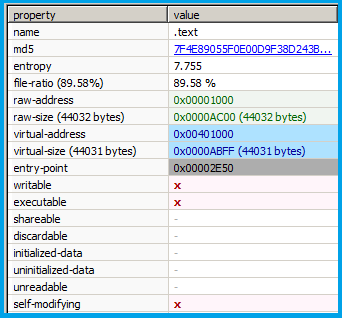 property value
name .text
md5 7F4E89055F0E00D9F38D243B...
entropy 7.755
file-ratio (89.58%) 89.58 %
raw-address 0x00001000
raw-size (44032 bytes) 0x0000AC00 (44032 bytes)
virtual-address 0x00401000
virtual-size (44031 bytes) 0x0000ABFF (44031 bytes)
entry-point 0x00002E50
writable x
executable x
shareable -
discardable -
initialized-data -
uninitialized-data -
unreadable -
self-modifying x